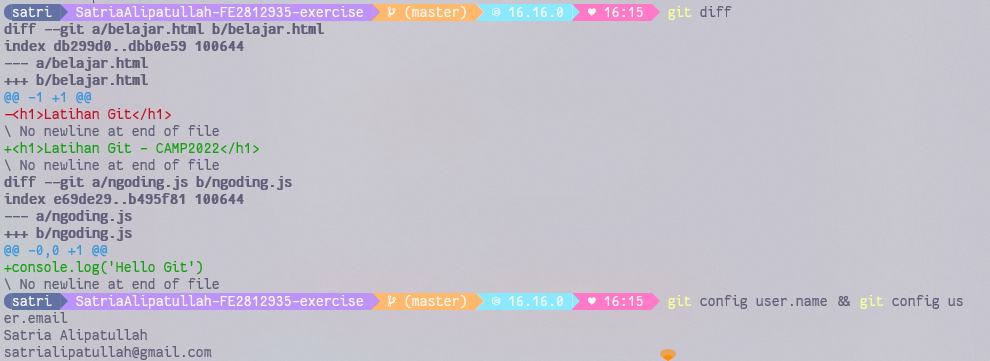 satri SatriaAlipatullah-FE2812935-exercise (master) 16.16.0 ♥ 16:15 git diff
diff --git a/belajar.html b/belajar.html
index db299d0..dbb0e59 100644
--- a/belajar.html
+++ b/belajar.html
@@ -1 +1 @@
-<h1>Latihan Git</h1>
\ No newline at end of file
+<h1>Latihan Git - CAMP2022</h1>
\ No newline at end of file
diff --git a/ngoding.js b/ngoding.js
index e69de29..b495f81 100644
--- a/ngoding.js
+++ b/ngoding.js
@@ -0,0 +1 @@
+console.log('Hello Git')
\ No newline at end of file
satri SatriaAlipatullah-FE2812935-exercise (master) 16.16.0 ♥ 16:15 git config user.name && git config us
er.email
Satria Alipatullah
satrialipatullah@gmail.com